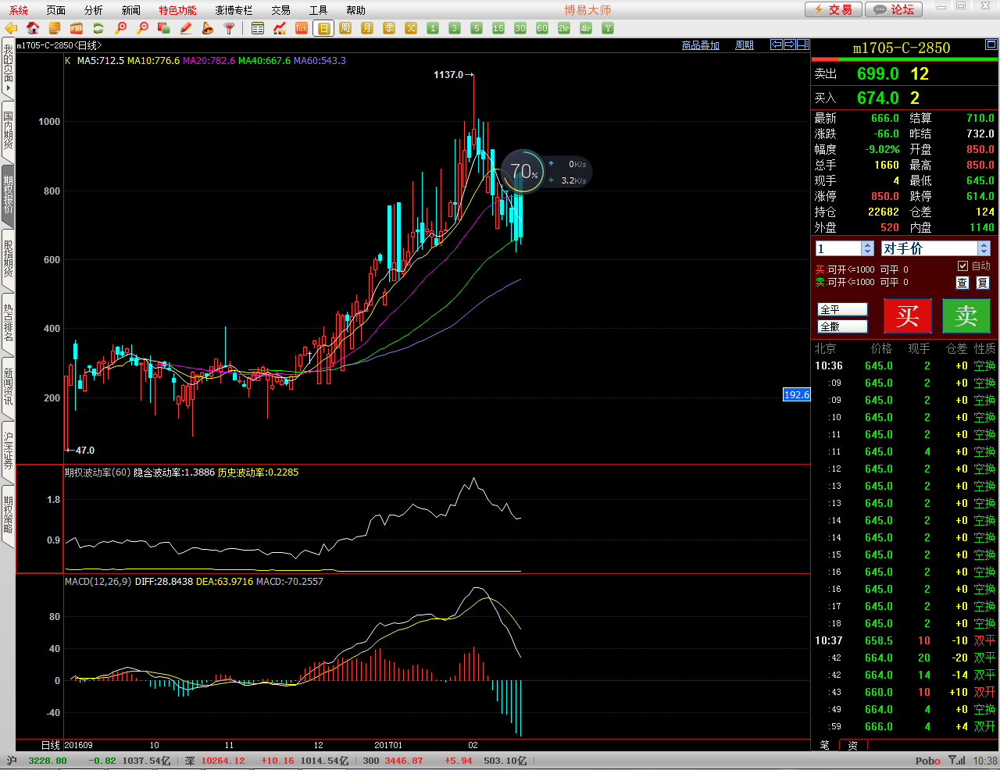 系统 页面 分析 新闻 特色功能 澎博专栏 交易 工具 帮助 博易大师 交易 论坛
Tick 日 周 月 季 X 1 3 5 15 30 60 2hr 4hr Y
我的页面
国内期货
期权报价
股指期货
热点排名
新闻资讯
沪深证券
期权策略
m1705-C-2850<日线> 商品叠加 周期
K MA5:712.5 MA10:776.6 MA20:782.6 MA40:667.6 MA60:543.3
1137.0
1000
800
600
400
200
192.6
47.0
70%
0K/s
3.2K/s
期权波动率(60) 隐含波动率:1.3886 历史波动率:0.2285
1.8
0.9
MACD(12,26,9) DIFF:28.8438 DEA:63.9716 MACD:-70.2557
80
40
0
-40
日线 201609 10 11 12 201701 02
m1705-C-2850
卖出 699.0 12
买入 674.0 2
最新 666.0 结算 710.0
涨跌 -66.0 昨结 732.0
幅度 -9.02% 开盘 850.0
总手 1660 最高 850.0
现手 4 最低 645.0
涨停 850.0 跌停 614.0
持仓 22682 仓差 124
外盘 520 内盘 1140
1 对手价
买:可开<=1000 可平 0 自动
卖:可开<=1000 可平 0 查 复
全平 买 卖
全撤
北京 价格 现手 仓差 性质
10:36 645.0 2 +0 空换
:09 645.0 2 +0 空换
:09 645.0 2 +0 空换
:10 645.0 2 +0 空换
:11 645.0 2 +0 空换
:11 645.0 4 +0 空换
:12 645.0 2 +0 空换
:13 645.0 2 +0 空换
:13 645.0 2 +0 空换
:14 645.0 2 +0 空换
:14 645.0 2 +0 空换
:15 645.0 2 +0 空换
:16 645.0 2 +0 空换
:16 645.0 2 +0 空换
:17 645.0 2 +0 空换
:18 645.0 2 +0 空换
10:37 658.5 10 -10 双平
:42 664.0 20 -20 双平
:42 664.0 14 -14 双平
:43 660.0 10 +10 双开
:49 664.0 4 +0 空换
:59 666.0 4 +4 双开
笔 资
沪 3228.80 -0.82 1037.54亿 深 10264.12 +10.16 1014.54亿 300 3446.87 +5.94 503.10亿 Pobo 10:38